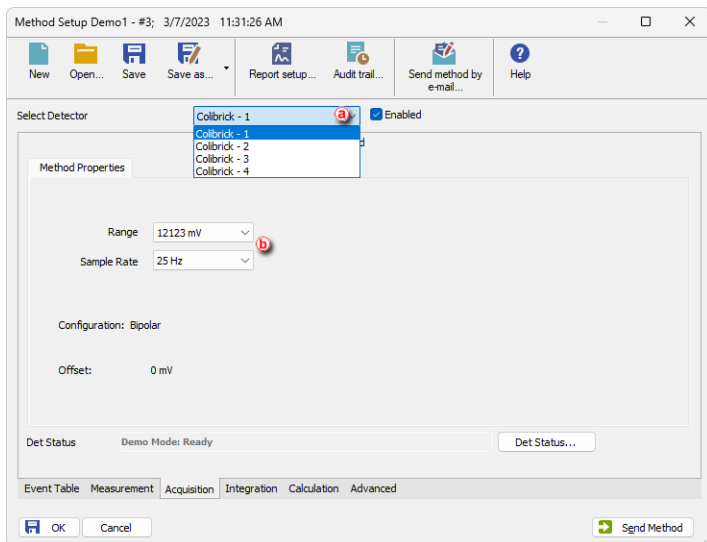 Method Setup Demo1 - #3; 3/7/2023 11:31:26 AM
New Open... Save Save as... Report setup... Audit trail... Send method by e-mail... Help
Select Detector Colibrick - 1 a Enabled
Colibrick - 1
Colibrick - 2
Colibrick - 3
Colibrick - 4
Method Properties
Range 12123 mV
b
Sample Rate 25 Hz
Configuration: Bipolar
Offset: 0 mV
Det Status Demo Mode: Ready Det Status...
Event Table Measurement Acquisition Integration Calculation Advanced
OK Cancel Send Method